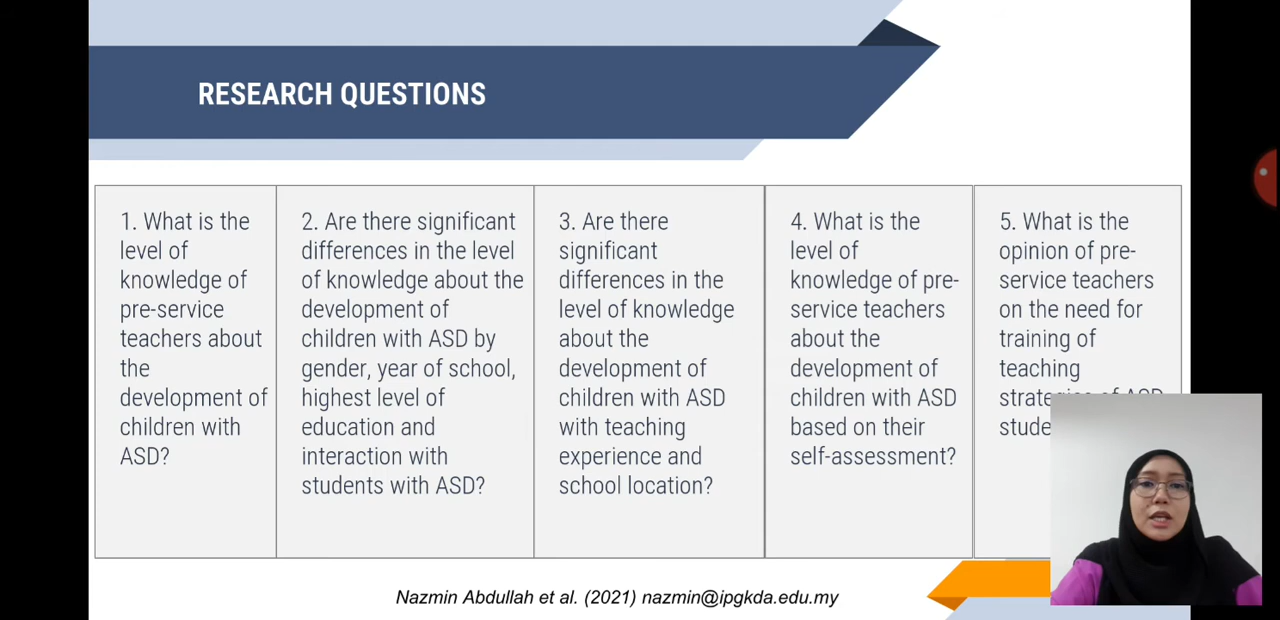 RESEARCH QUESTIONS
1. What is the
level of
knowledge of
pre-service
teachers about
the
development of
children with
ASD?
2. Are there significant
differences in the level
of knowledge about the
development of
children with ASD by
gender, year of school,
highest level of
education and
interaction with
students with ASD?
3. Are there
significant
differences in the
level of knowledge
about the
development of
children with ASD
with teaching
experience and
school location?
4. What is the
level of
knowledge of pre-
service teachers
about the
development of
children with ASD
based on their
self-assessment?
5. What is the
opinion of pre-
service teachers
on the need for
training of
teaching
Nazmin Abdullah et al. (2021) nazmin@ipgkda.edu.my